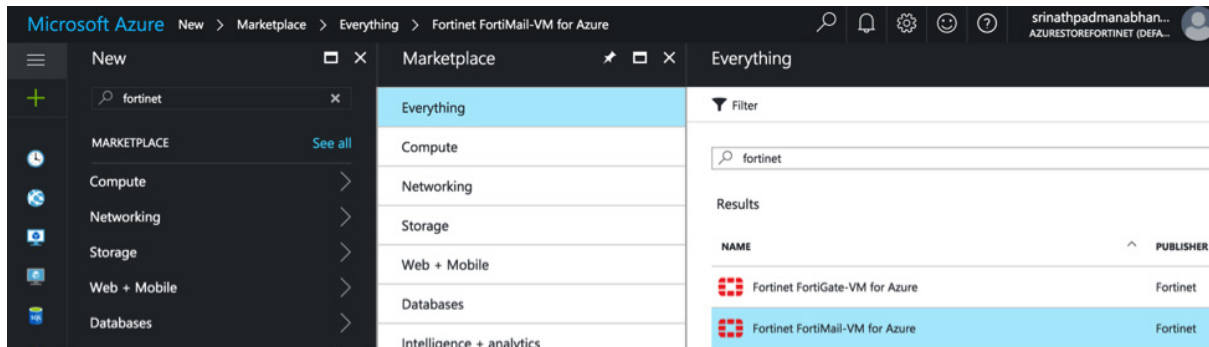 Microsoft Azure New > Marketplace > Everything > Fortinet FortiMail-VM for Azure
srinathpadmanabhan...
AZURESTOREFORTINET (DEFA...
New
fortinet
MARKETPLACE See all
Compute
Networking
Storage
Web + Mobile
Databases
Marketplace
Everything
Compute
Networking
Storage
Web + Mobile
Databases
Intelligence + analytics
Everything
Filter
fortinet
Results
NAME PUBLISHER
Fortinet FortiGate-VM for Azure Fortinet
Fortinet FortiMail-VM for Azure Fortinet